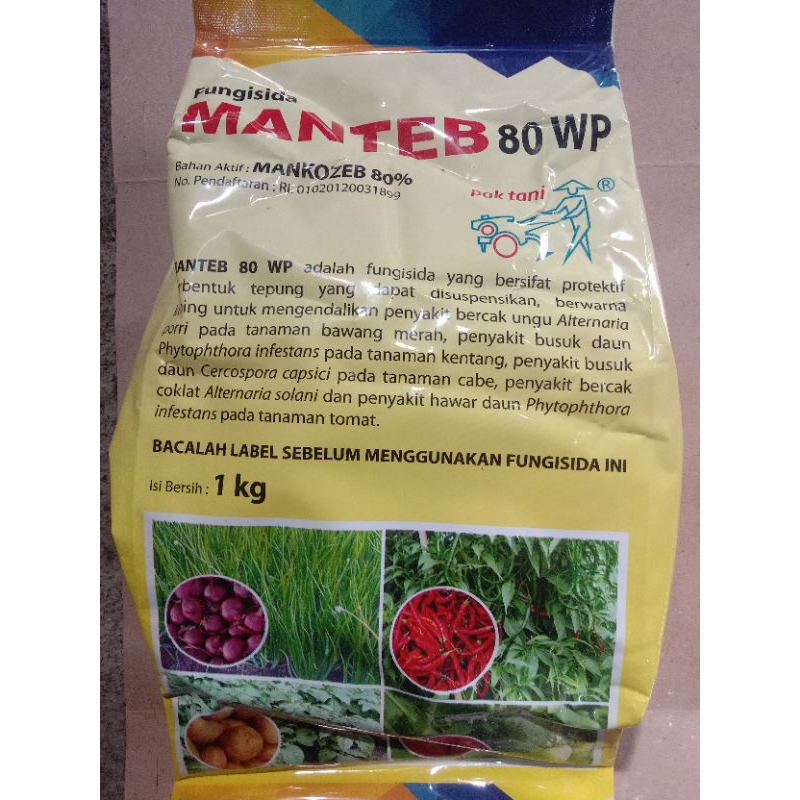 Fungisida
MANTEB 80 WP
Bahan Aktif : MANKOZEB 80%
No. Pendaftaran : RI. 01020120031899
Pak tani ®
MANTEB 80 WP adalah fungisida yang bersifat protektif
berbentuk tepung yang dapat disuspensikan, berwarna
kuning untuk mengendalikan penyakit bercak ungu Alternaria
porri pada tanaman bawang merah, penyakit busuk daun
Phytophthora infestans pada tanaman kentang, penyakit busuk
daun Cercospora capsici pada tanaman cabe, penyakit bercak
coklat Alternaria solani dan penyakit hawar daun Phytophthora
infestans pada tanaman tomat.
BACALAH LABEL SEBELUM MENGGUNAKAN FUNGISIDA INI
Isi Bersih : 1 kg